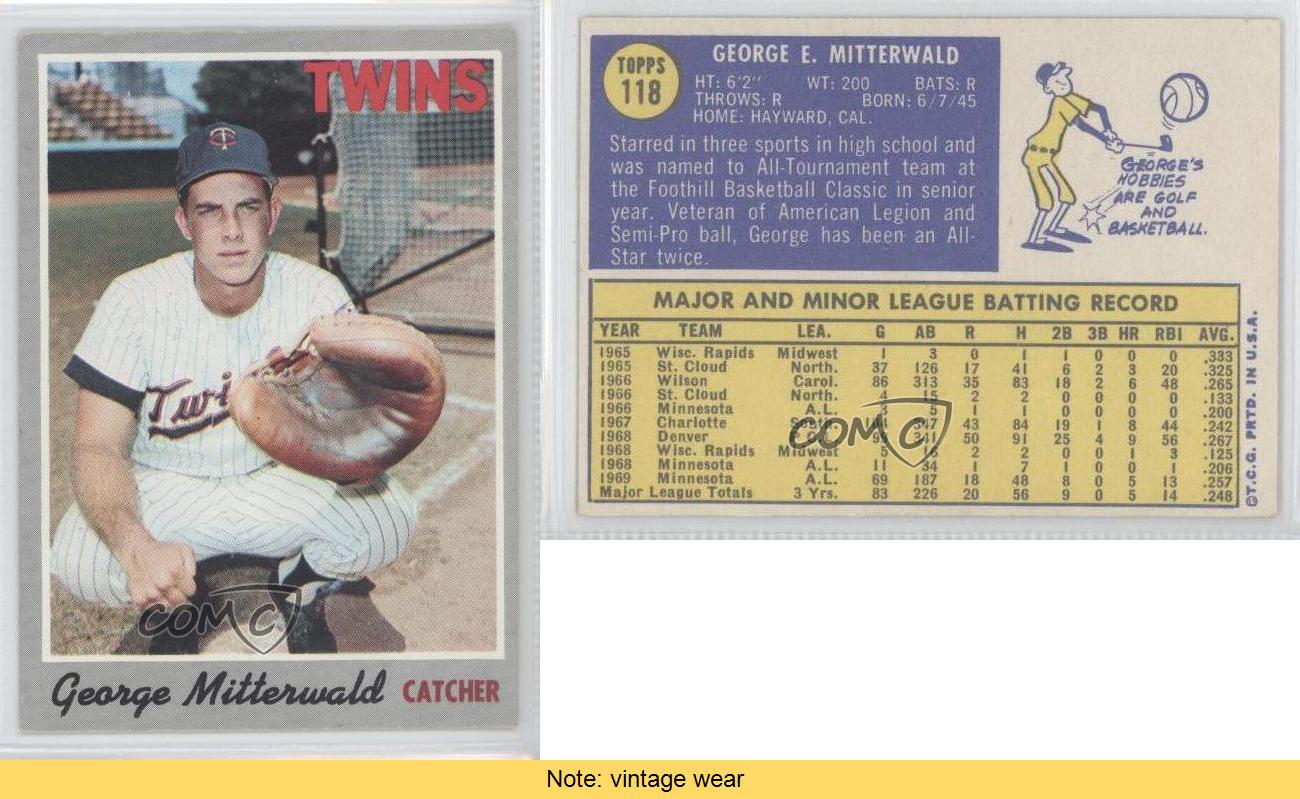 TWINS
Twi
COMC
George Mitterwald CATCHER
TOPPS
118
GEORGE E. MITTERWALD
HT: 6'2" WT: 200 BATS: R
THROWS: R BORN: 6/7/45
HOME: HAYWARD, CAL.
Starred in three sports in high school and
was named to All-Tournament team at
the Foothill Basketball Classic in senior
year. Veteran of American Legion and
Semi-Pro ball, George has been an All-
Star twice.
GEORGE'S
HOBBIES
ARE GOLF
AND
BASKETBALL.
MAJOR AND MINOR LEAGUE BATTING RECORD
YEAR TEAM LEA. G AB R H 2B 3B HR RBI AVG.
1965 Wisc. Rapids Midwest 1 3 0 1 1 0 0 0 .333
1965 St. Cloud North. 37 126 17 41 6 2 3 20 .325
1966 Wilson Carol. 86 313 35 83 18 2 6 48 .265
1966 St. Cloud North. 4 15 2 2 0 0 0 0 .133
1966 Minnesota A.L. 3 5 1 1 0 0 0 0 .200
1967 Charlotte South. 347 43 84 19 1 8 44 .242
1968 Denver 341 50 91 25 4 9 56 .267
1968 Wisc. Rapids Midwest 5 16 2 2 0 0 1 3 .125
1968 Minnesota A.L. 11 34 1 7 1 0 0 1 .206
1969 Minnesota A.L. 69 187 18 48 8 0 5 13 .257
Major League Totals 3 Yrs. 83 226 20 56 9 0 5 14 .248
COMC
©T.C.G. PRTD. IN U.S.A.
Note: vintage wear